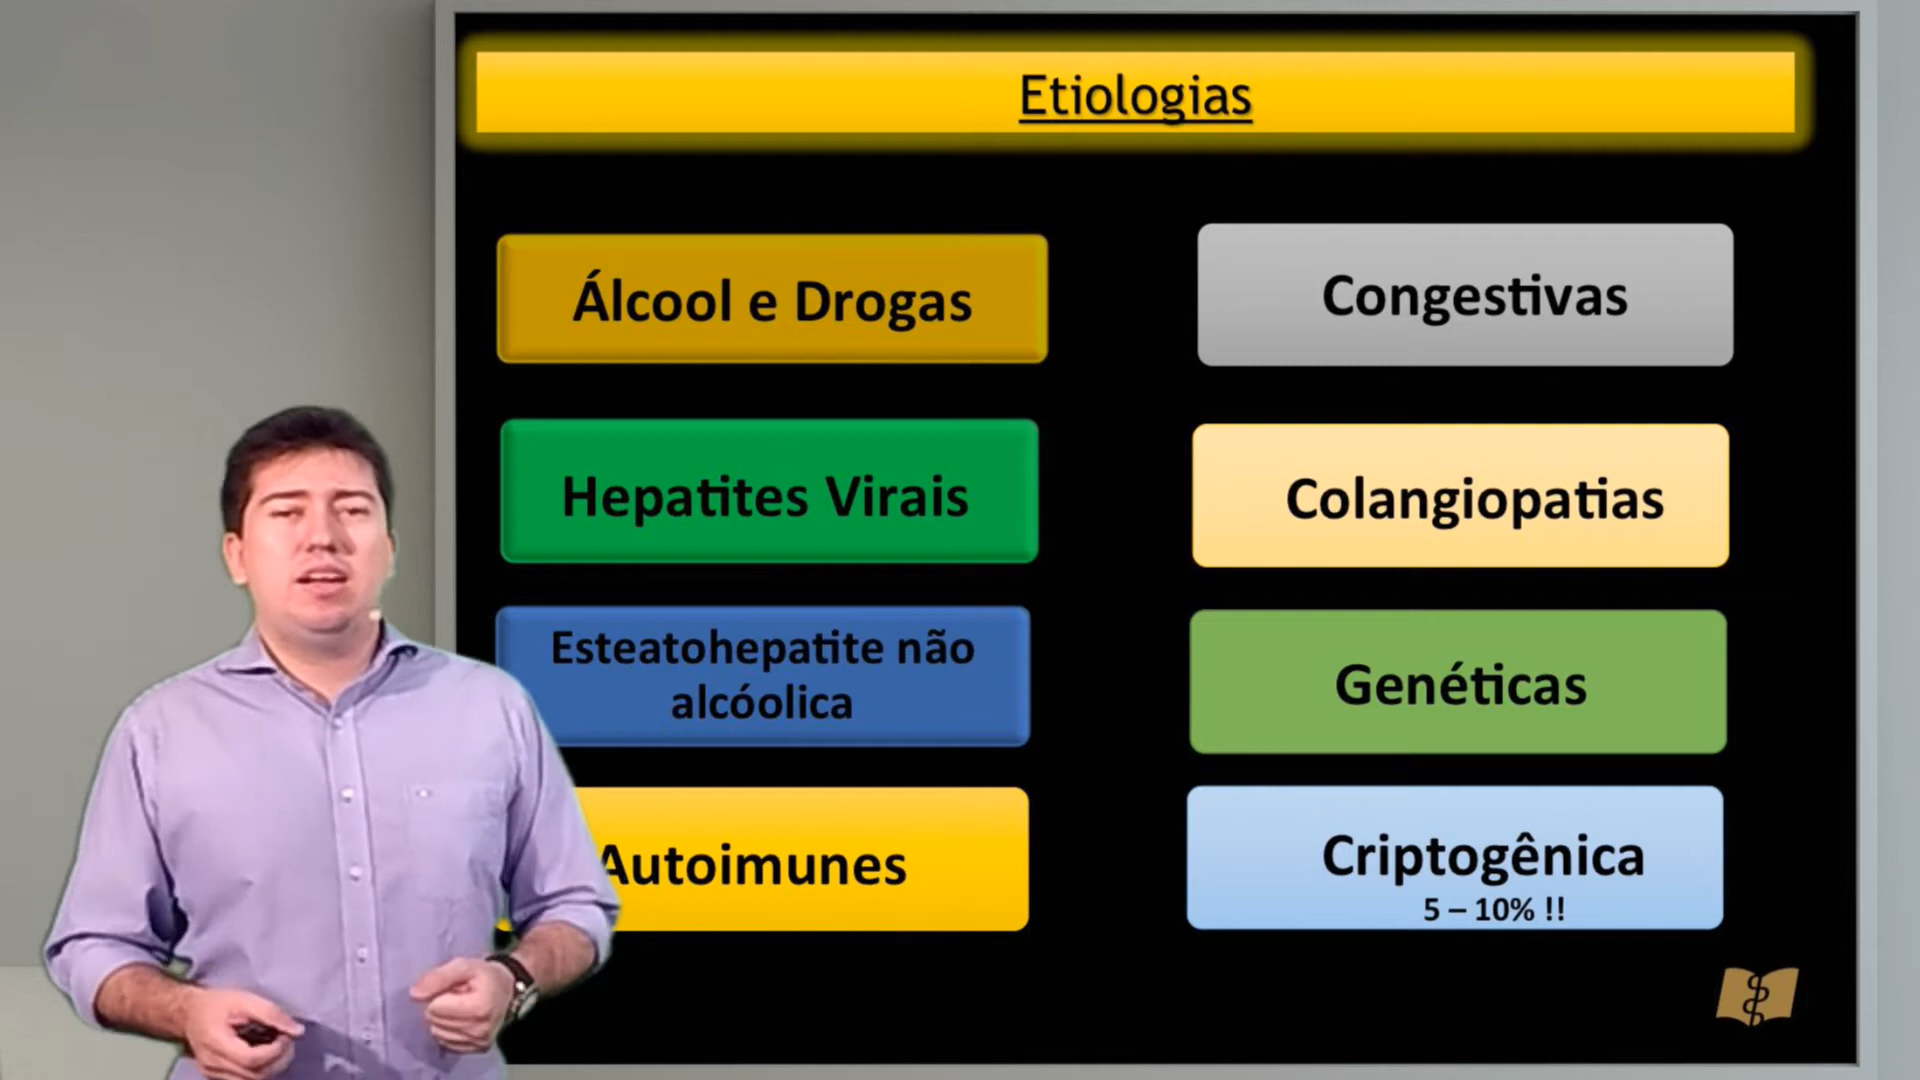 Etiologias
Álcool e Drogas
Hepatites Virais
Esteatohepatite não
alcóolica
Autoimunes
Congestivas
Colangiopatias
Genéticas
Criptogênica
5 – 10% !!